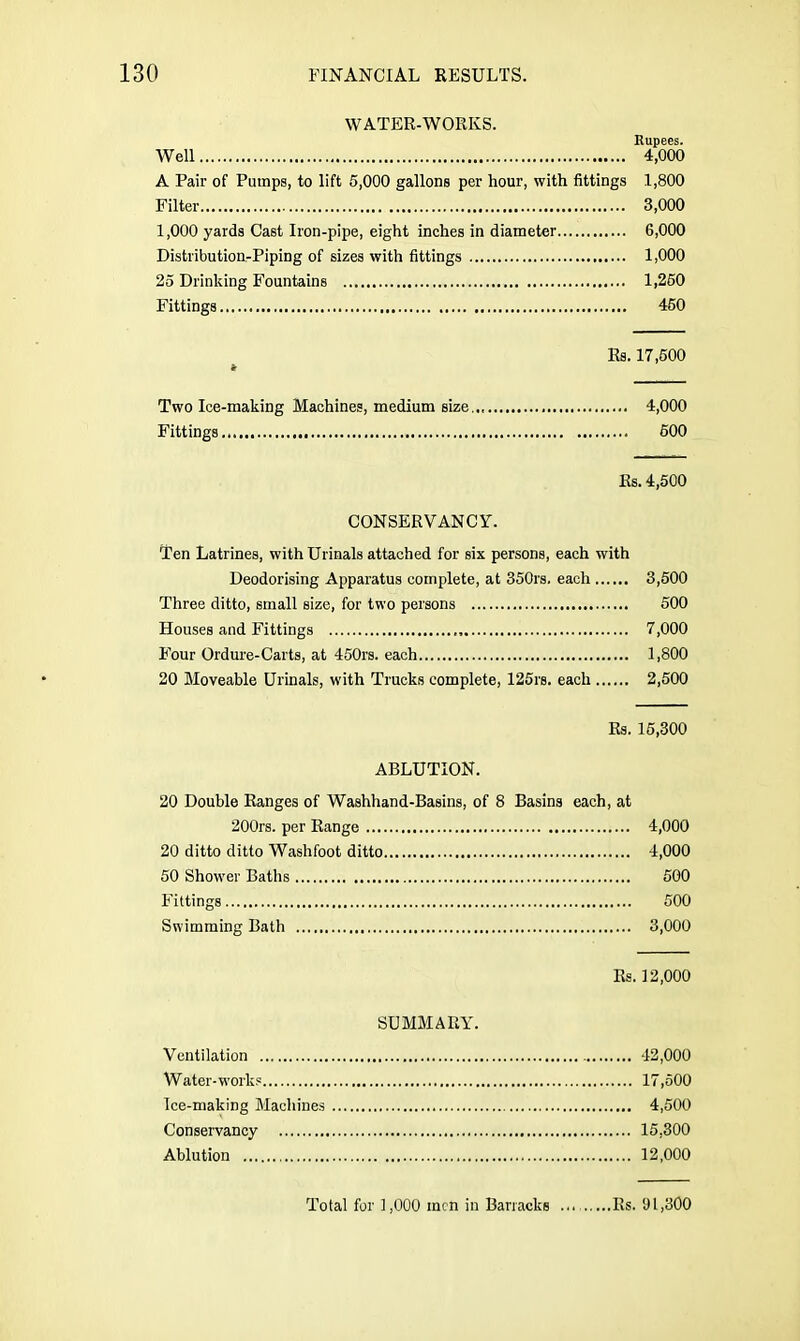 130 FINANCIAL RESULTS.
WATER-WORKS.
Rupees.
Well 4,000
A Pair of Pumps, to lift 5,000 gallons per hour, with fittings 1,800
Filter 3,000
1,000 yards Cast Iron-pipe, eight inches in diameter 6,000
Distribution-Piping of sizes with fittings 1,000
25 Drinking Fountains 1,250
Fittings 450
Rs. 17,500
Two Ice-making Machines, medium size 4,000
Fittings 500
Rs. 4,500
CONSERVANCY.
Ten Latrines, with Urinals attached for six persons, each with
Deodorising Apparatus complete, at 350rs. each 3,500
Three ditto, small size, for two persons 500
Houses and Fittings 7,000
Four Ordure-Carts, at 450rs. each 1,800
20 Moveable Urinals, with Trucks complete, 125rs. each 2,500
Rs. 15,300
ABLUTION.
20 Double Ranges of Washhand-Basins, of 8 Basins each, at
200rs. per Range 4,000
20 ditto ditto Washfoot ditto 4,000
50 Shower Baths 500
Fittings 500
Swimming Bath 3,000
Rs. 12,000
SUMMARY.
Ventilation 42,000
Water-works 17,500
Ice-making Machines 4,500
Conservancy 15,300
Ablution 12,000
Total for 1,000 men in Barracks Rs. 91,300